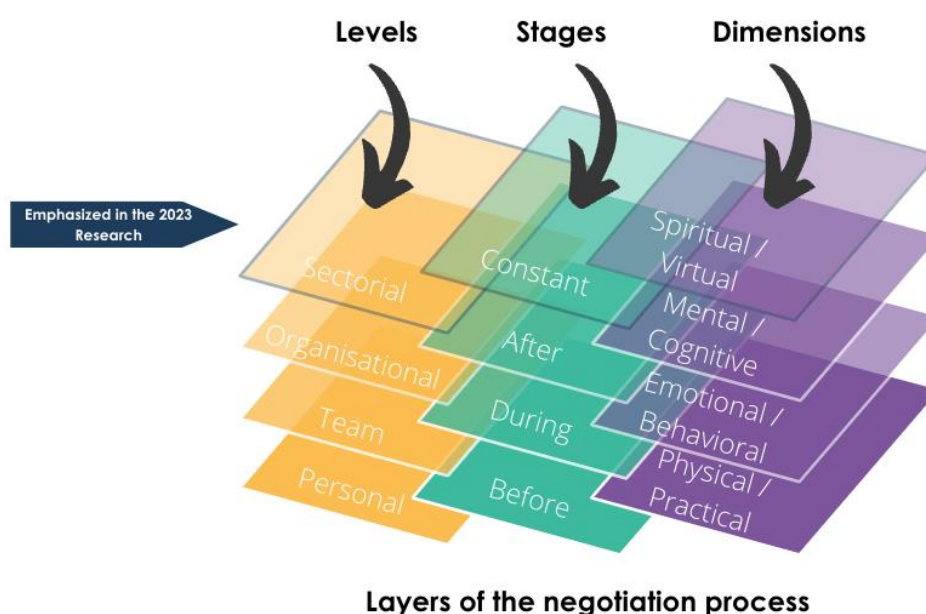 Levels
Stages
Dimensions
Emphasized in the 2023
Research
Sectorial
Organisational
Team
Personal
Constant
After
During
Before
Spiritual /
Virtual
Mental /
Cognitive
Emotional /
Behavioral
Physical /
Practical
Layers of the negotiation process